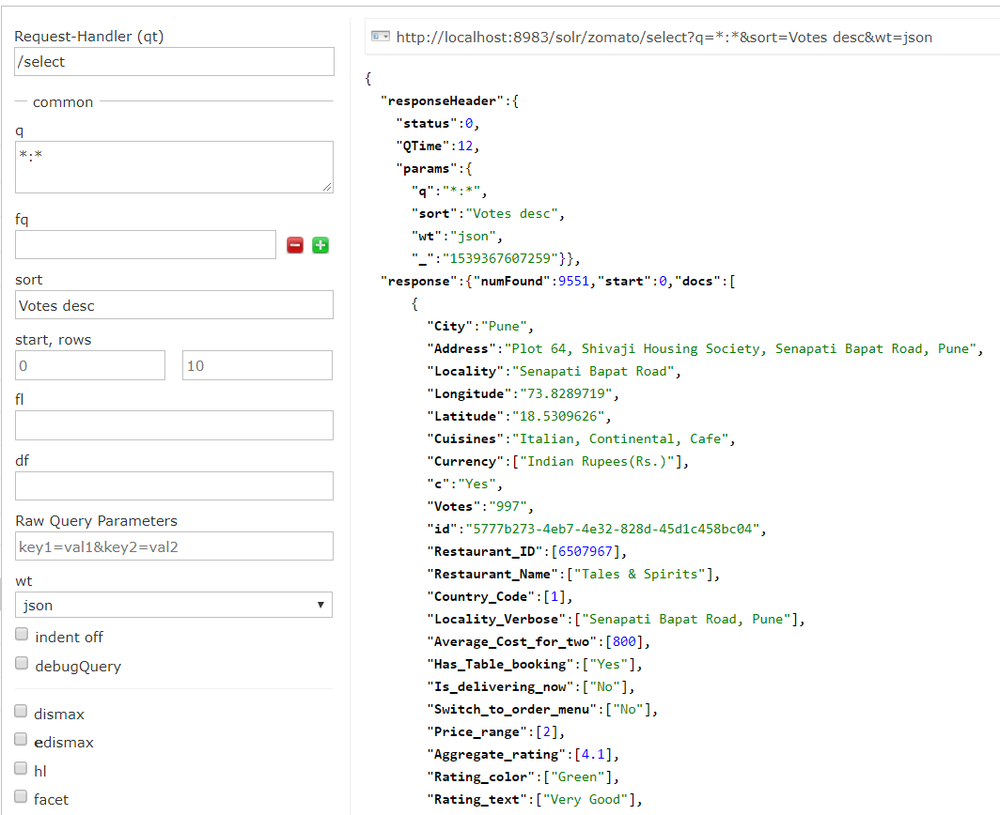 Request-Handler (qt)
/select
common
q
*:*
fq
sort
Votes desc
start, rows
0
10
fl
df
Raw Query Parameters
key1=val1&key2=val2
wt
json
indent off
debugQuery
dismax
edismax
hl
facet
http://localhost:8983/solr/zomato/select?q=*:*&sort=Votes desc&wt=json
{
"responseHeader":{
"status":0,
"QTime":12,
"params":{
"q":"*:*",
"sort":"Votes desc",
"wt":"json",
"_":"1539367607259"}},
"response":{"numFound":9551,"start":0,"docs":[
{
"City":"Pune",
"Address":"Plot 64, Shivaji Housing Society, Senapati Bapat Road, Pune",
"Locality":"Senapati Bapat Road",
"Longitude":"73.8289719",
"Latitude":"18.5309626",
"Cuisines":"Italian, Continental, Cafe",
"Currency":["Indian Rupees(Rs.)"],
"c":"Yes",
"Votes":"997",
"id":"5777b273-4eb7-4e32-828d-45d1c458bc04",
"Restaurant_ID":[6507967],
"Restaurant_Name":["Tales & Spirits"],
"Country_Code":[1],
"Locality_Verbose":["Senapati Bapat Road, Pune"],
"Average_Cost_for_two":[800],
"Has_Table_booking":["Yes"],
"Is_delivering_now":["No"],
"Switch_to_order_menu":["No"],
"Price_range":[2],
"Aggregate_rating":[4.1],
"Rating_color":["Green"],
"Rating_text":["Very Good"],